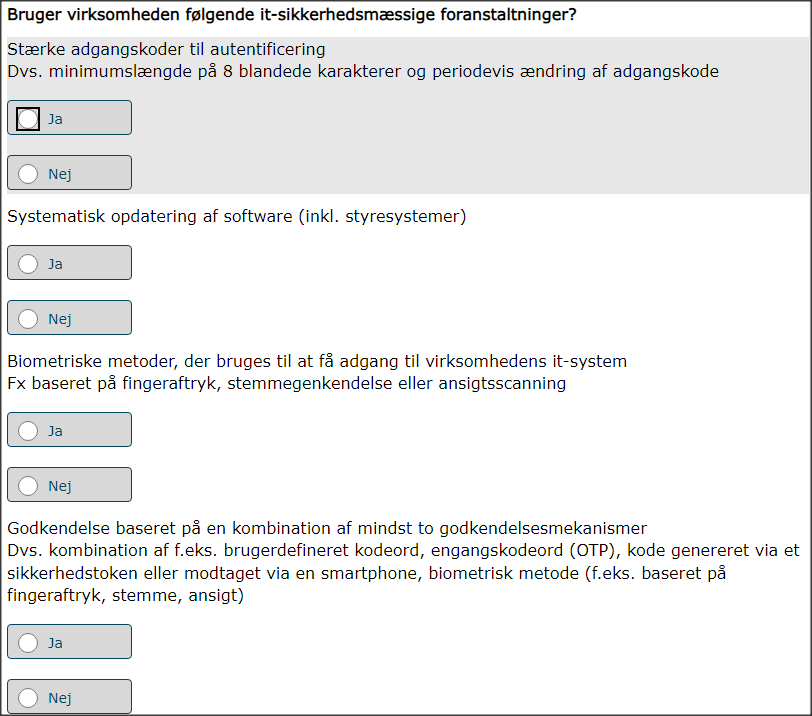 Bruger virksomheden følgende it-sikkerhedsmæssige foranstaltninger?
Stærke adgangskoder til autentificering
Dvs. minimumslængde på 8 blandede karakterer og periodevis ændring af adgangskode
Ja
Nej
Systematisk opdatering af software (inkl. styresystemer)
Ja
Nej
Biometriske metoder, der bruges til at få adgang til virksomhedens it-system
Fx baseret på fingeraftryk, stemmegenkendelse eller ansigtsscanning
Ja
Nej
Godkendelse baseret på en kombination af mindst to godkendelsesmekanismer
Dvs. kombination af f.eks. brugerdefineret kodeord, engangskodeord (OTP), kode genereret via et
sikkerhedstoken eller modtaget via en smartphone, biometrisk metode (f.eks. baseret på
fingeraftryk, stemme, ansigt)
Ja
Nej